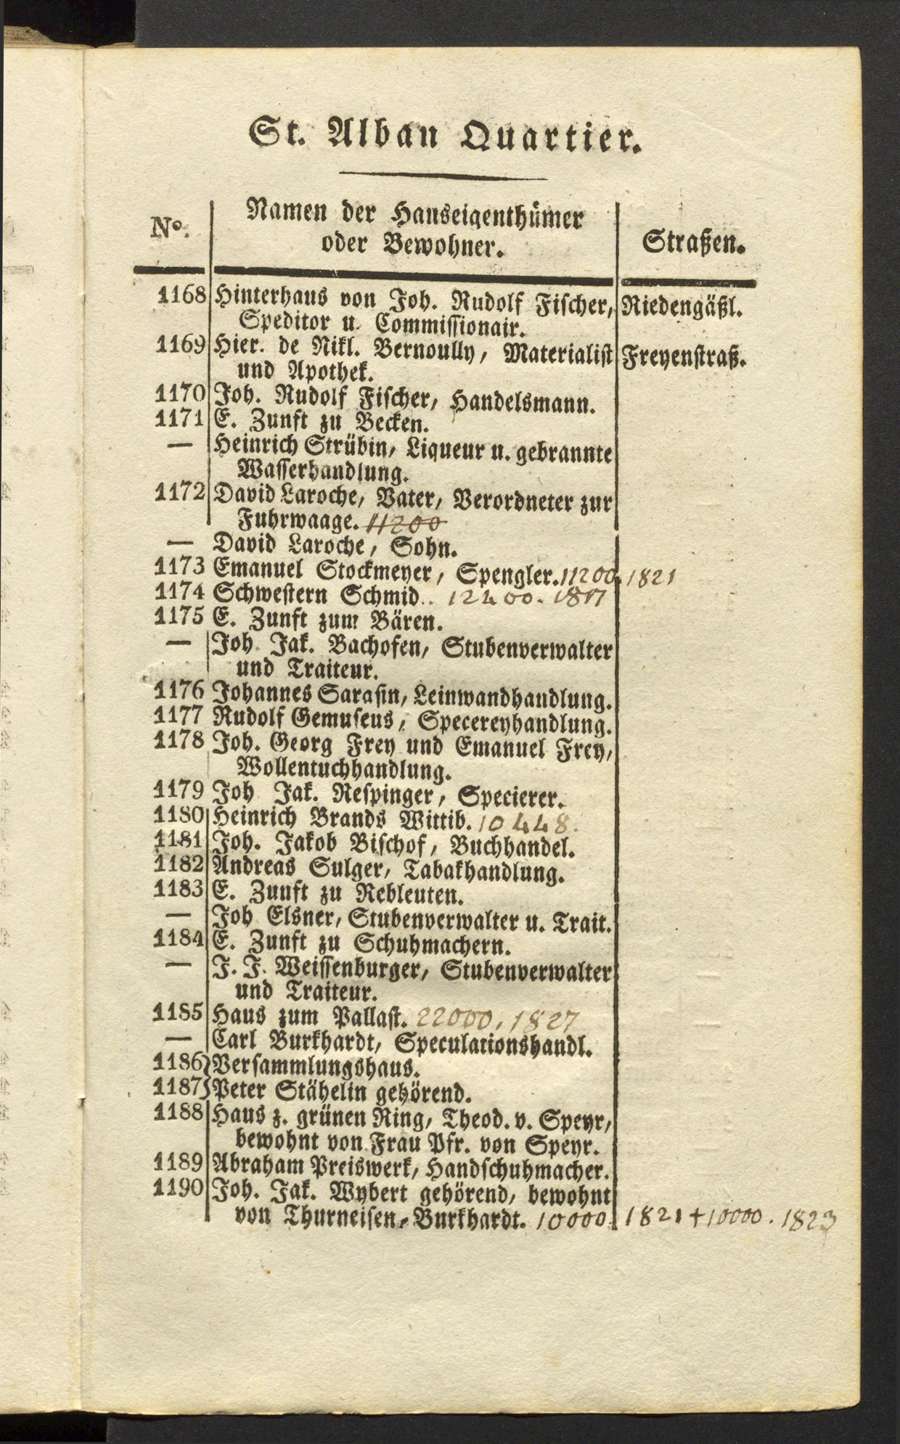 St. Alban Quartier.
No. Namen der Hauseigenthümer
oder Bewohner. Straßen.
1168 Hinterhaus von Joh. Rudolf Fischer, Riedengäßl.
Speditor u. Commissionair.
1169 Hier. de Nikl. Bernoully, Materialist Freyenstraß.
und Apothek.
1170 Joh. Rudolf Fischer, Handelsmann.
1171 E. Zunft zu Becken.
— Heinrich Strübin, Liqueur u. gebrannte
Wasserhandlung.
1172 David Laroche, Vater, Verordneter zur
Fuhrwaage. 11200
— David Laroche, Sohn.
1173 Emanuel Stockmeyer, Spengler. 11200. 1821
1174 Schwestern Schmid. 12400. 1817
1175 E. Zunft zum Bären.
— Joh. Jak. Bachofen, Stubenverwalter
und Traiteur.
1176 Johannes Sarasin, Leinwandhandlung.
1177 Rudolf Gemuseus, Specereyhandlung.
1178 Joh. Georg Frey und Emanuel Frey,
Wollentuchhandlung.
1179 Joh Jak. Respinger, Specierer.
1180 Heinrich Brands Wittib. 10448.
1181 Joh. Jakob Bischof, Buchhandel.
1182 Andreas Sulger, Tabakhandlung.
1183 E. Zunft zu Rebleuten.
— Joh Elsner, Stubenverwalter u. Trait.
1184 E. Zunft zu Schuhmachern.
— J. J. Weissenburger, Stubenverwalter
und Traiteur.
1185 Haus zum Pallast. 22000, 1827
— Carl Burkhardt, Speculationshandl.
1186} Versammlungshaus.
1187} Peter Stähelin gehörend.
1188 Haus z. grünen Ring, Theod. v. Speyr,
bewohnt von Frau Pfr. von Speyr.
1189 Abraham Preiswerk, Handschuhmacher.
1190 Joh. Jak. Wybert gehörend, bewohnt
von Thurneisen-Burkhardt. 10000. 1821 + 10000. 1823